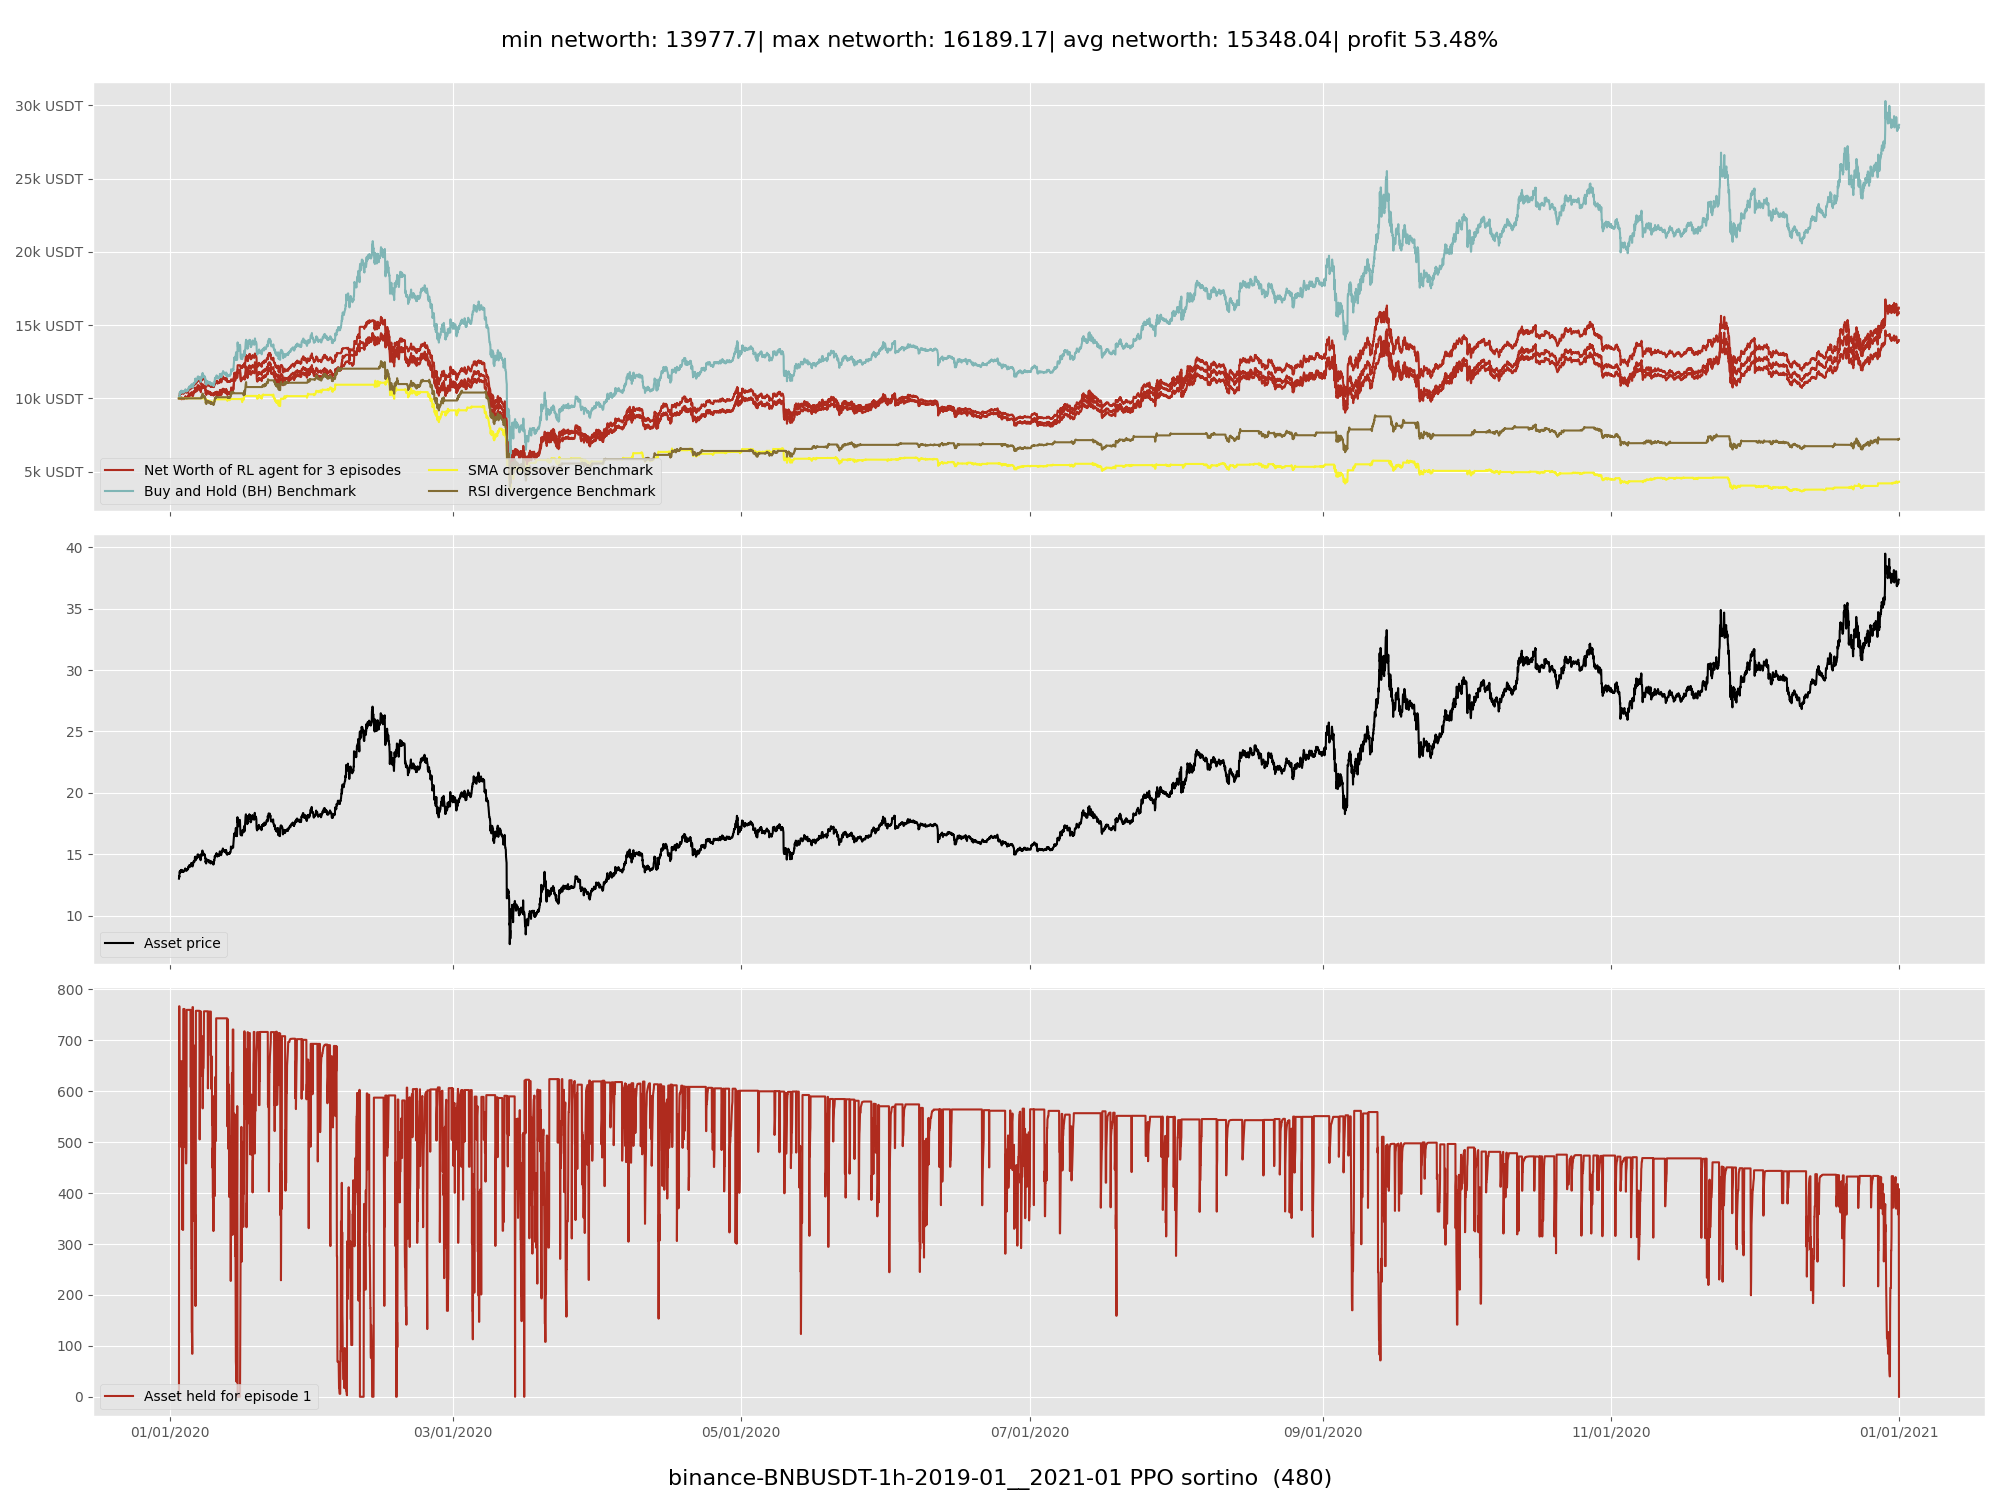 min networth: 13977.7| max networth: 16189.17| avg networth: 15348.04| profit 53.48%
30k USDT
25k USDT
20k USDT
15k USDT
10k USDT
5k USDT
Net Worth of RL agent for 3 episodes
Buy and Hold (BH) Benchmark
SMA crossover Benchmark
RSI divergence Benchmark
40
35
30
25
20
15
10
Asset price
800
700
600
500
400
300
200
100
0
Asset held for episode 1
01/01/2020 03/01/2020 05/01/2020 07/01/2020 09/01/2020 11/01/2020 01/01/2021
binance-BNBUSDT-1h-2019-01__2021-01 PPO sortino (480)